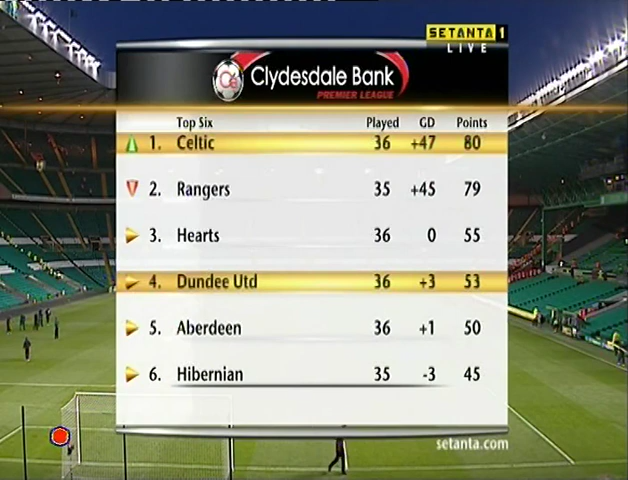 SETANTA 1
LIVE
Clydesdale Bank
PREMIER LEAGUE
Top Six Played GD Points
1. Celtic 36 +47 80
2. Rangers 35 +45 79
3. Hearts 36 0 55
4. Dundee Utd 36 +3 53
5. Aberdeen 36 +1 50
6. Hibernian 35 -3 45
setanta.com